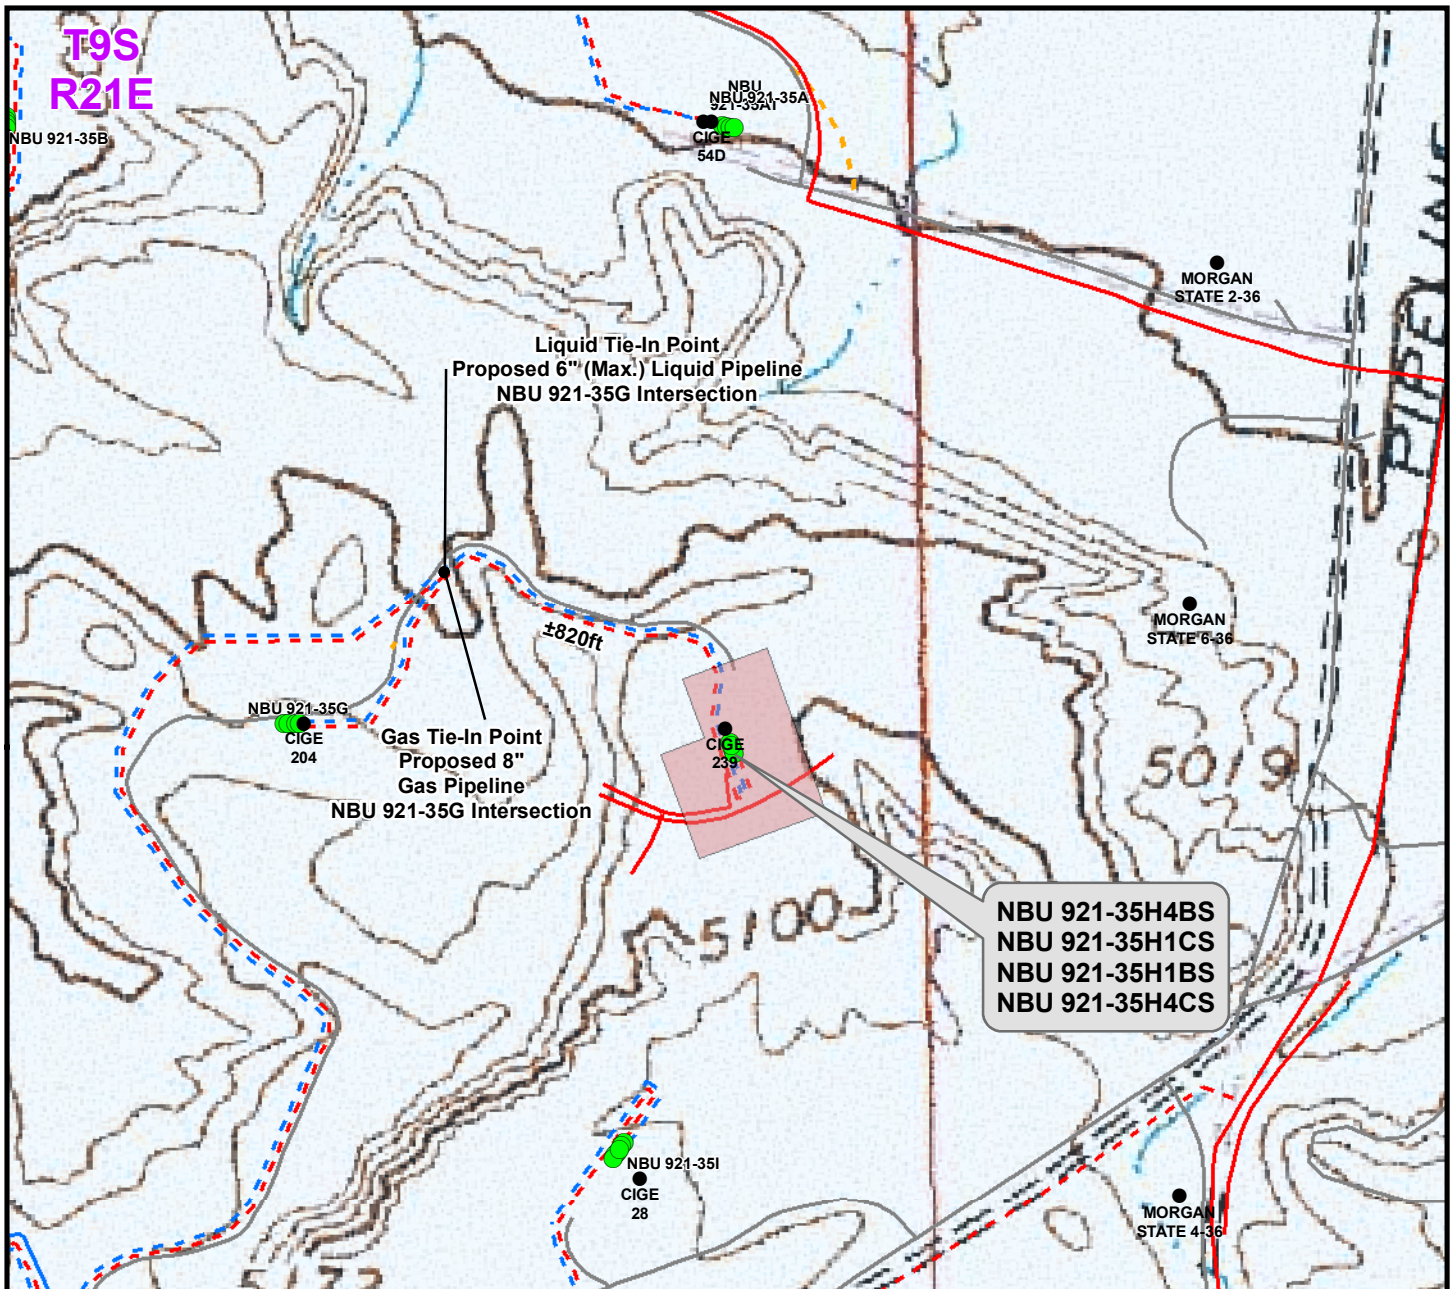 T9S
R21E
NBU 921-35B
NBU
NBU 921-35A
921-35A1
CIGE
54D
MORGAN
STATE 2-36
PIPELINE
Liquid Tie-In Point
Proposed 6" (Max.) Liquid Pipeline
NBU 921-35G Intersection
MORGAN
STATE 6-36
±820ft
NBU 921-35G
CIGE
204
Gas Tie-In Point
Proposed 8"
Gas Pipeline
NBU 921-35G Intersection
CIGE
239
5019
5100
NBU 921-35H4BS
NBU 921-35H1CS
NBU 921-35H1BS
NBU 921-35H4CS
NBU 921-35I
CIGE
28
MORGAN
STATE 4-36